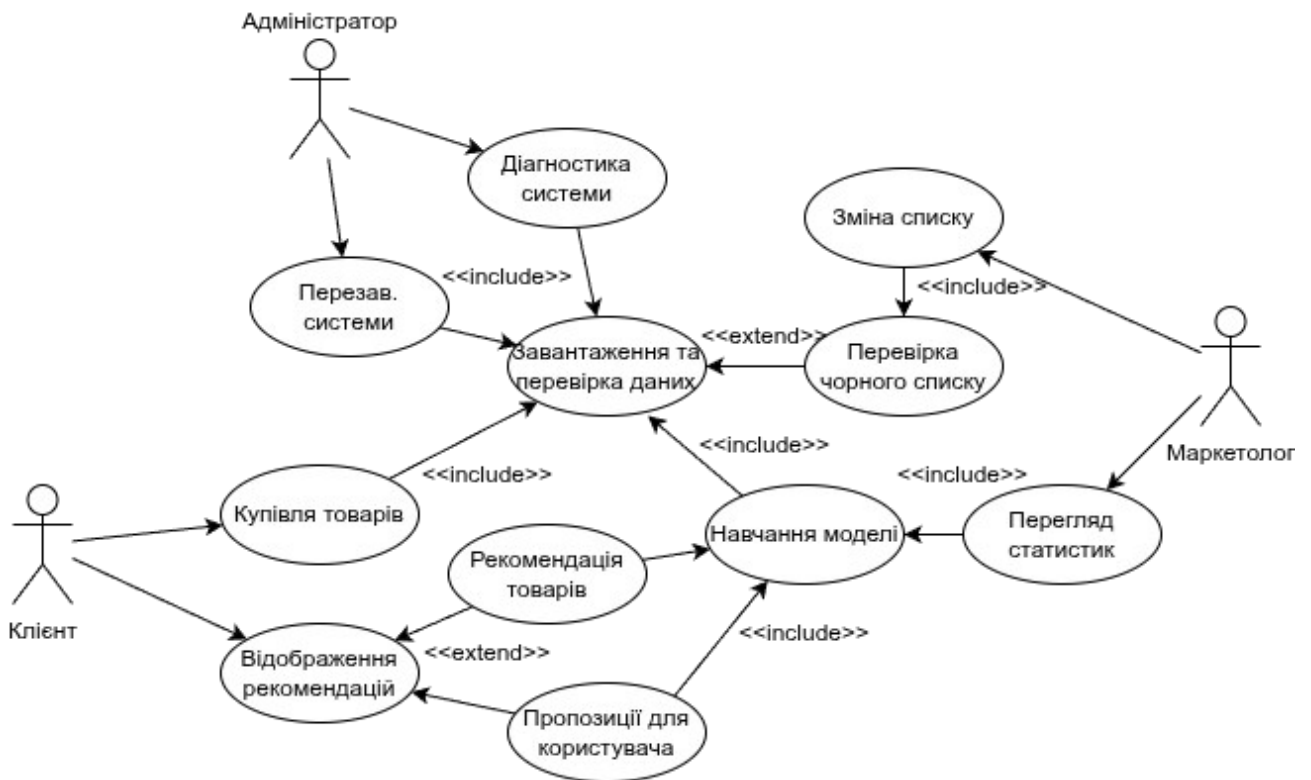 Адміністратор
Діагностика
системи
Зміна списку
<<include>>
<<include>>
Перезав.
системи
<<extend>>
Завантаження та
перевірка даних
Перевірка
чорного списку
<<include>>
Маркетолог
<<include>>
<<include>>
Купівля товарів
Навчання моделі
Перегляд
статистик
Рекомендація
товарів
Клієнт
<<include>>
Відображення
рекомендацій
<<extend>>
Пропозиції для
користувача